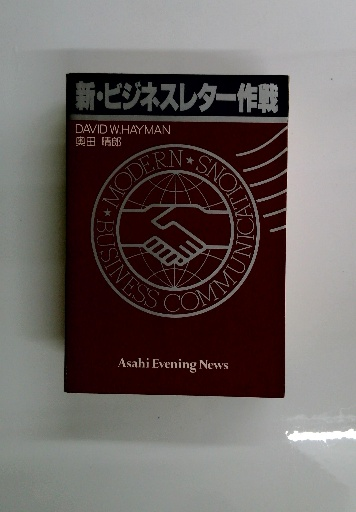 新・ビジネスレター作戦
DAVID W. HAYMAN
奥田 晴郎
★ MODERN ★ BUSINESS COMMUNICATIONS
Asahi Evening News